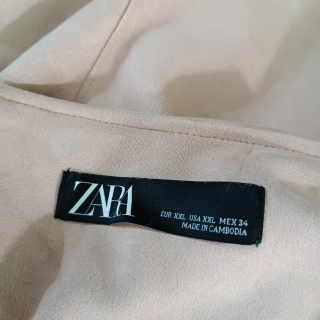 ZARA
EUR XXL USA XXL MEX 34
MADE IN CAMBODIA